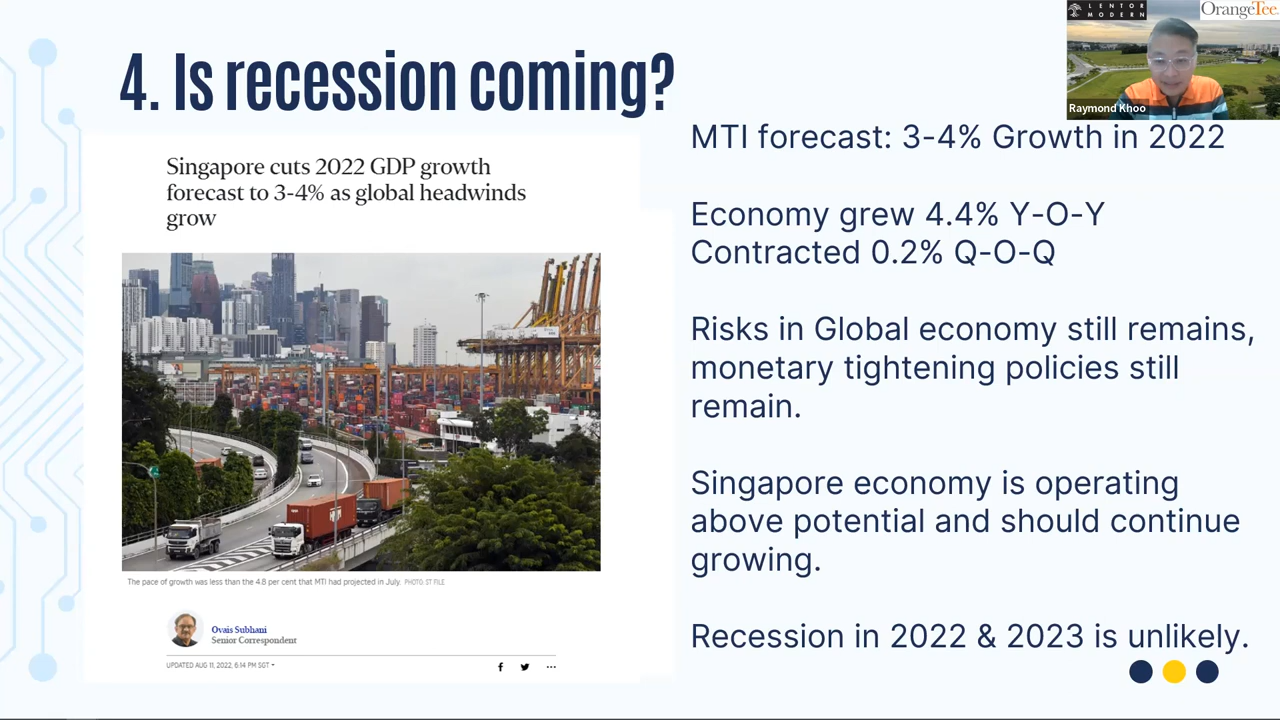 LENTOR
MODERN
OrangeTee
Raymond Khoo
4. Is recession coming?
Singapore cuts 2022 GDP growth
forecast to 3-4% as global headwinds
grow
The pace of growth was less than the 4.8 per cent that MTI had projected in July. PHOTO: ST FILE
Ovais Subhani
Senior Correspondent
UPDATED AUG 11, 2022, 6:14 PM SGT
MTI forecast: 3-4% Growth in 2022
Economy grew 4.4% Y-O-Y
Contracted 0.2% Q-O-Q
Risks in Global economy still remains,
monetary tightening policies still
remain.
Singapore economy is operating
above potential and should continue
growing.
Recession in 2022 & 2023 is unlikely.